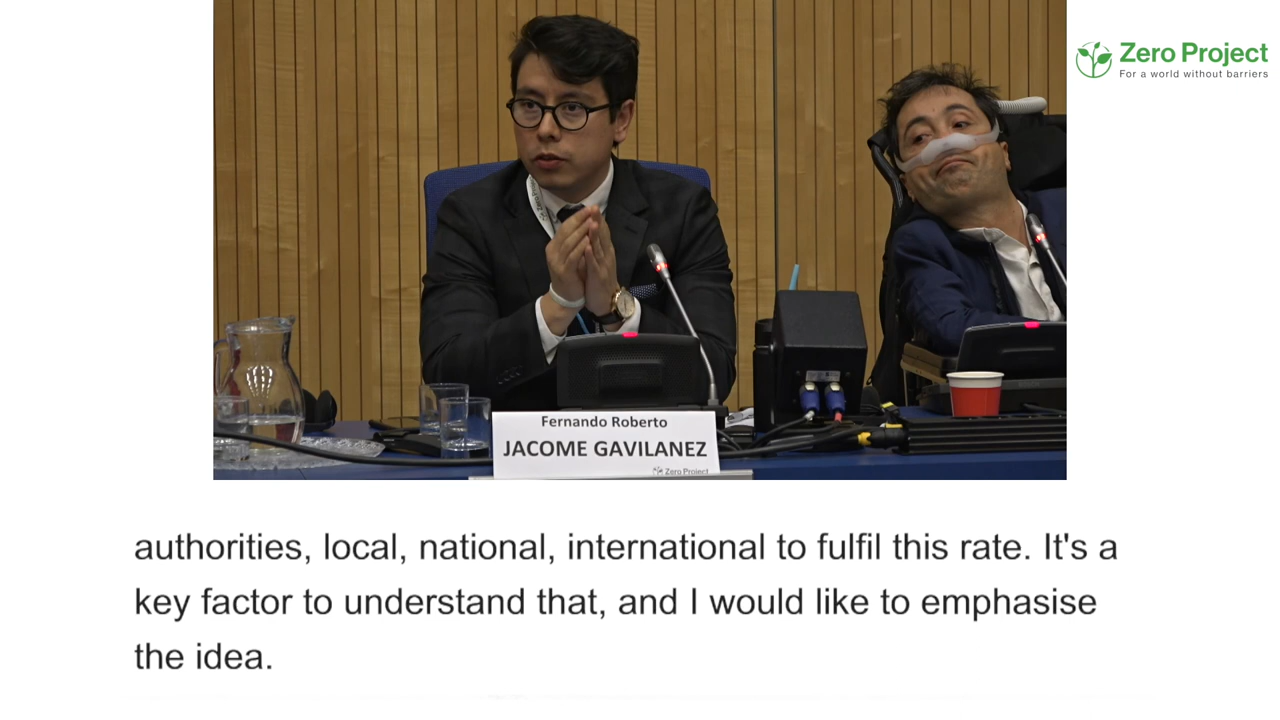 Zero Project
For a world without barriers
Fernando Roberto
JACOME GAVILANEZ
Zero Project
authorities, local, national, international to fulfil this rate. It's a
key factor to understand that, and I would like to emphasise
the idea.